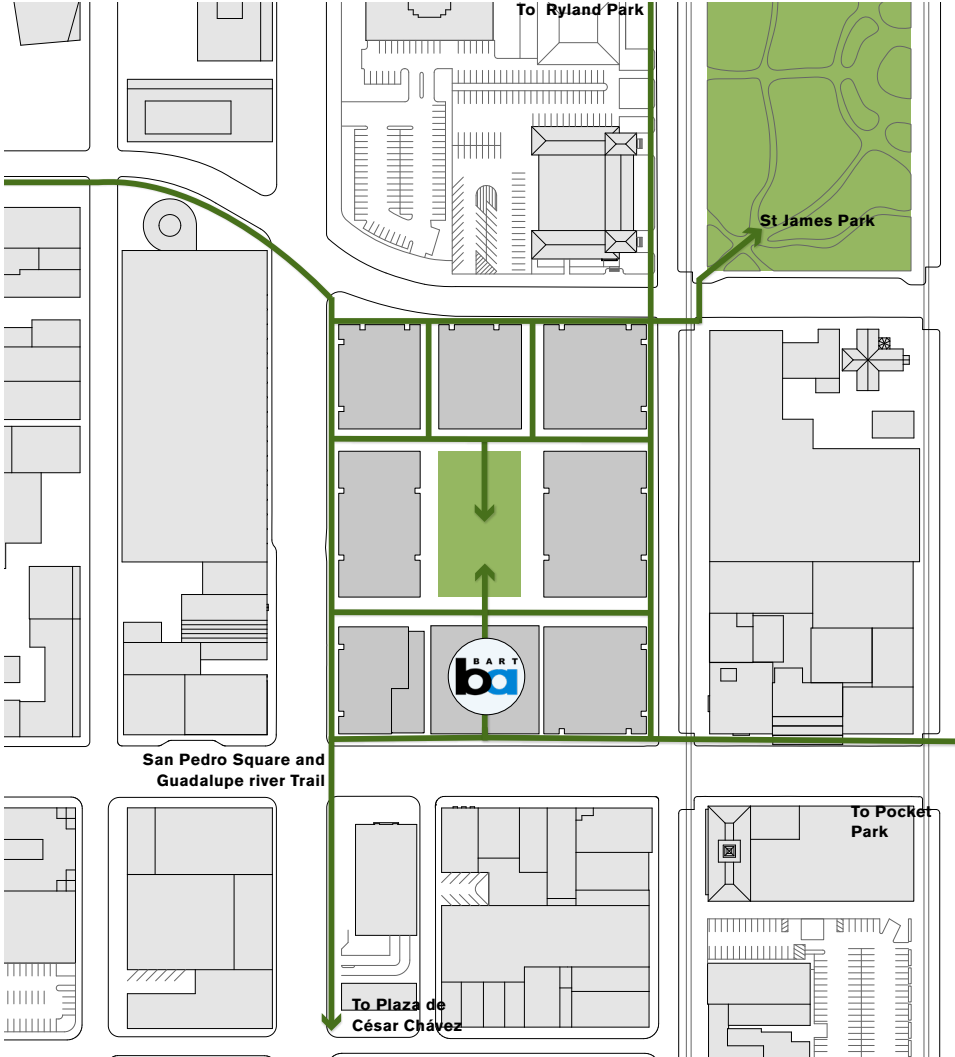 To Ryland Park
St James Park
BART
ba
San Pedro Square and
Guadalupe river Trail
To Pocket
Park
To Plaza de
César Chávez